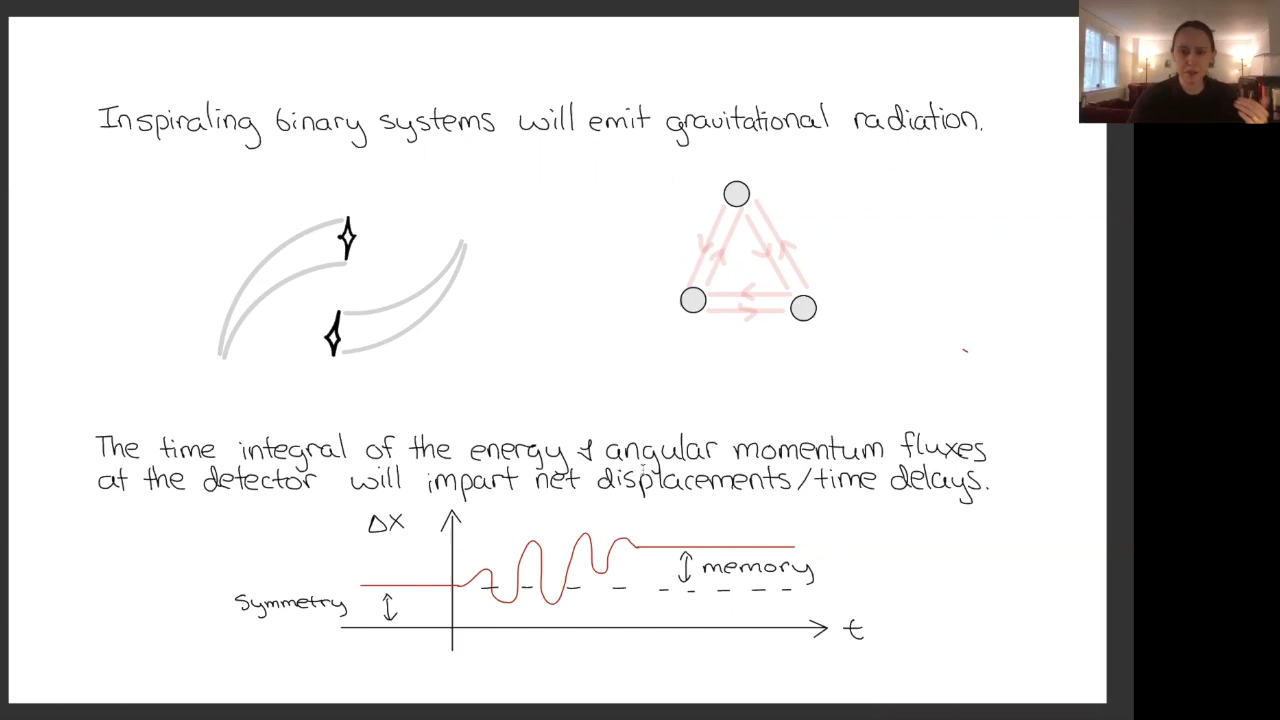 Inspiraling binary systems will emit gravitational radiation.
The time integral of the energy & angular momentum fluxes
at the detector will impart net displacements/time delays.
Δx
memory
Symmetry
t